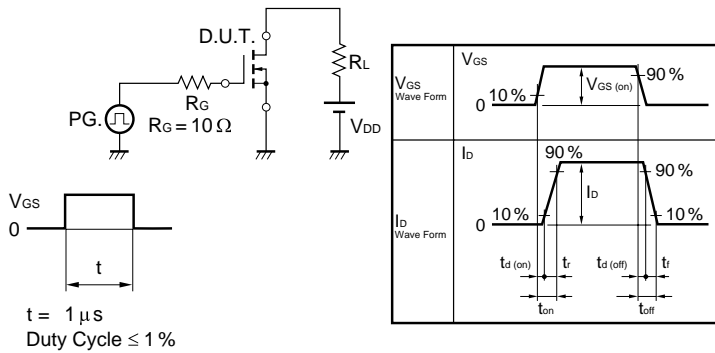 D.U.T.
RL
RG
PG.
RG = 10 Ω
VDD
VGS
0
t
t = 1 μs
Duty Cycle ≤ 1 %
VGS
Wave Form
VGS
10 %
0
VGS (on)
90 %
ID
Wave Form
ID
90 %
90 %
ID
10 %
0
10 %
td (on)
tr
td (off)
tf
ton
toff